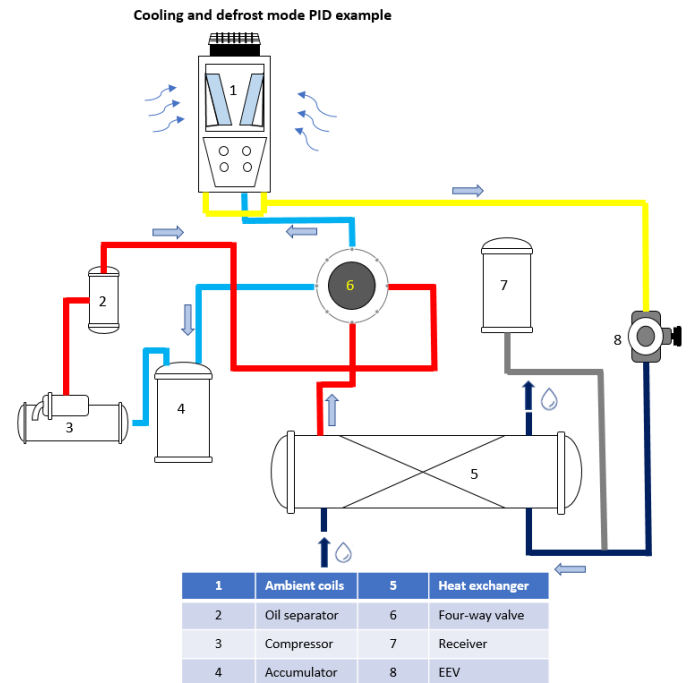 Cooling and defrost mode PID example
1
6
7
2
8
4
3
5
1 Ambient coils 5 Heat exchanger
2 Oil separator 6 Four-way valve
3 Compressor 7 Receiver
4 Accumulator 8 EEV